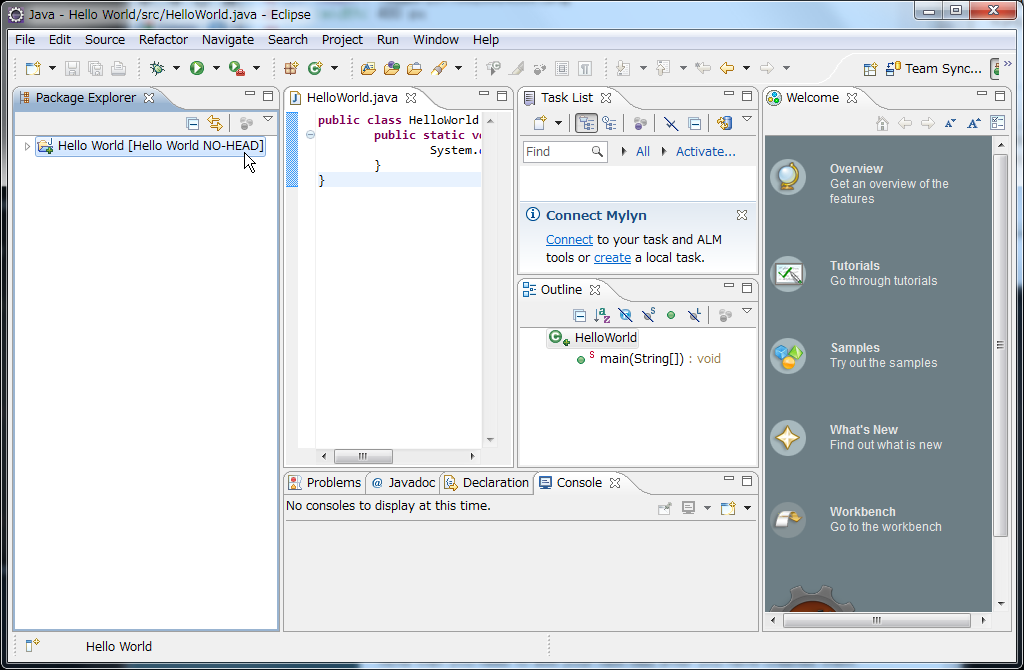 Java - Hello World/src/HelloWorld.java - Eclipse
File Edit Source Refactor Navigate Search Project Run Window Help
Team Sync...
Package Explorer
Hello World [Hello World NO-HEAD]
HelloWorld.java
public class HelloWorld
public static
System.
}
}
Task List
Find
All
Activate...
Connect Mylyn
Connect to your task and ALM
tools or create a local task.
Outline
HelloWorld
main(String[]) : void
Welcome
Overview
Get an overview of the
features
Tutorials
Go through tutorials
Samples
Try out the samples
What's New
Find out what is new
Workbench
Go to the workbench
Problems @ Javadoc Declaration Console
No consoles to display at this time.
Hello World